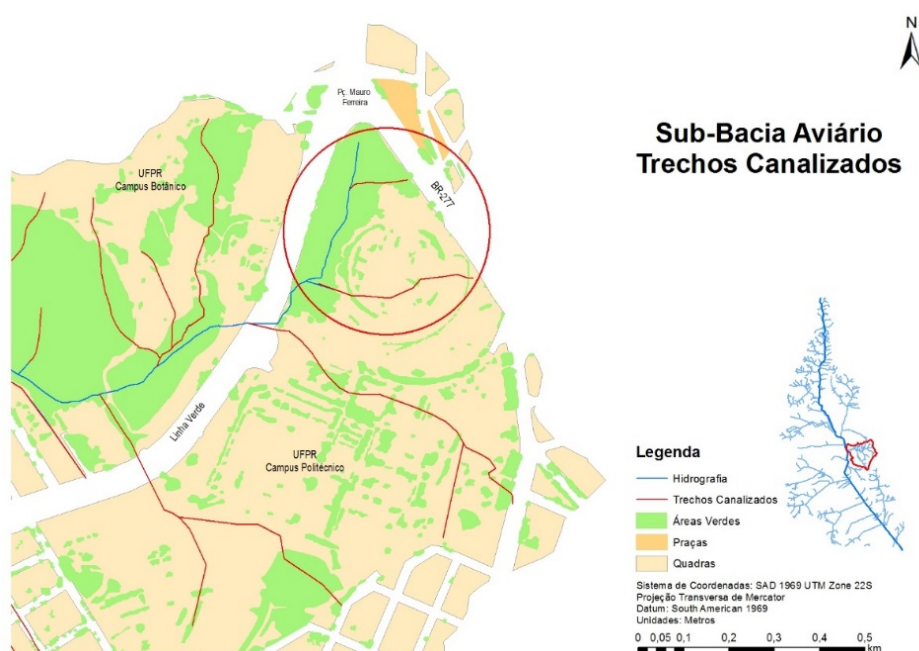 N
Pç. Mauro
Ferreira
Sub-Bacia Aviário
Trechos Canalizados
UFPR
Campus Botânico
BR-277
Linha Verde
UFPR
Campus Politécnico
Legenda
Hidrografia
Trechos Canalizados
Áreas Verdes
Praças
Quadras
Sistema de Coordenadas: SAD 1969 UTM Zone 22S
Projeção Transversa de Mercator
Datum: South American 1969
Unidades: Metros
0 0,05 0,1 0,2 0,3 0,4 0,5
km